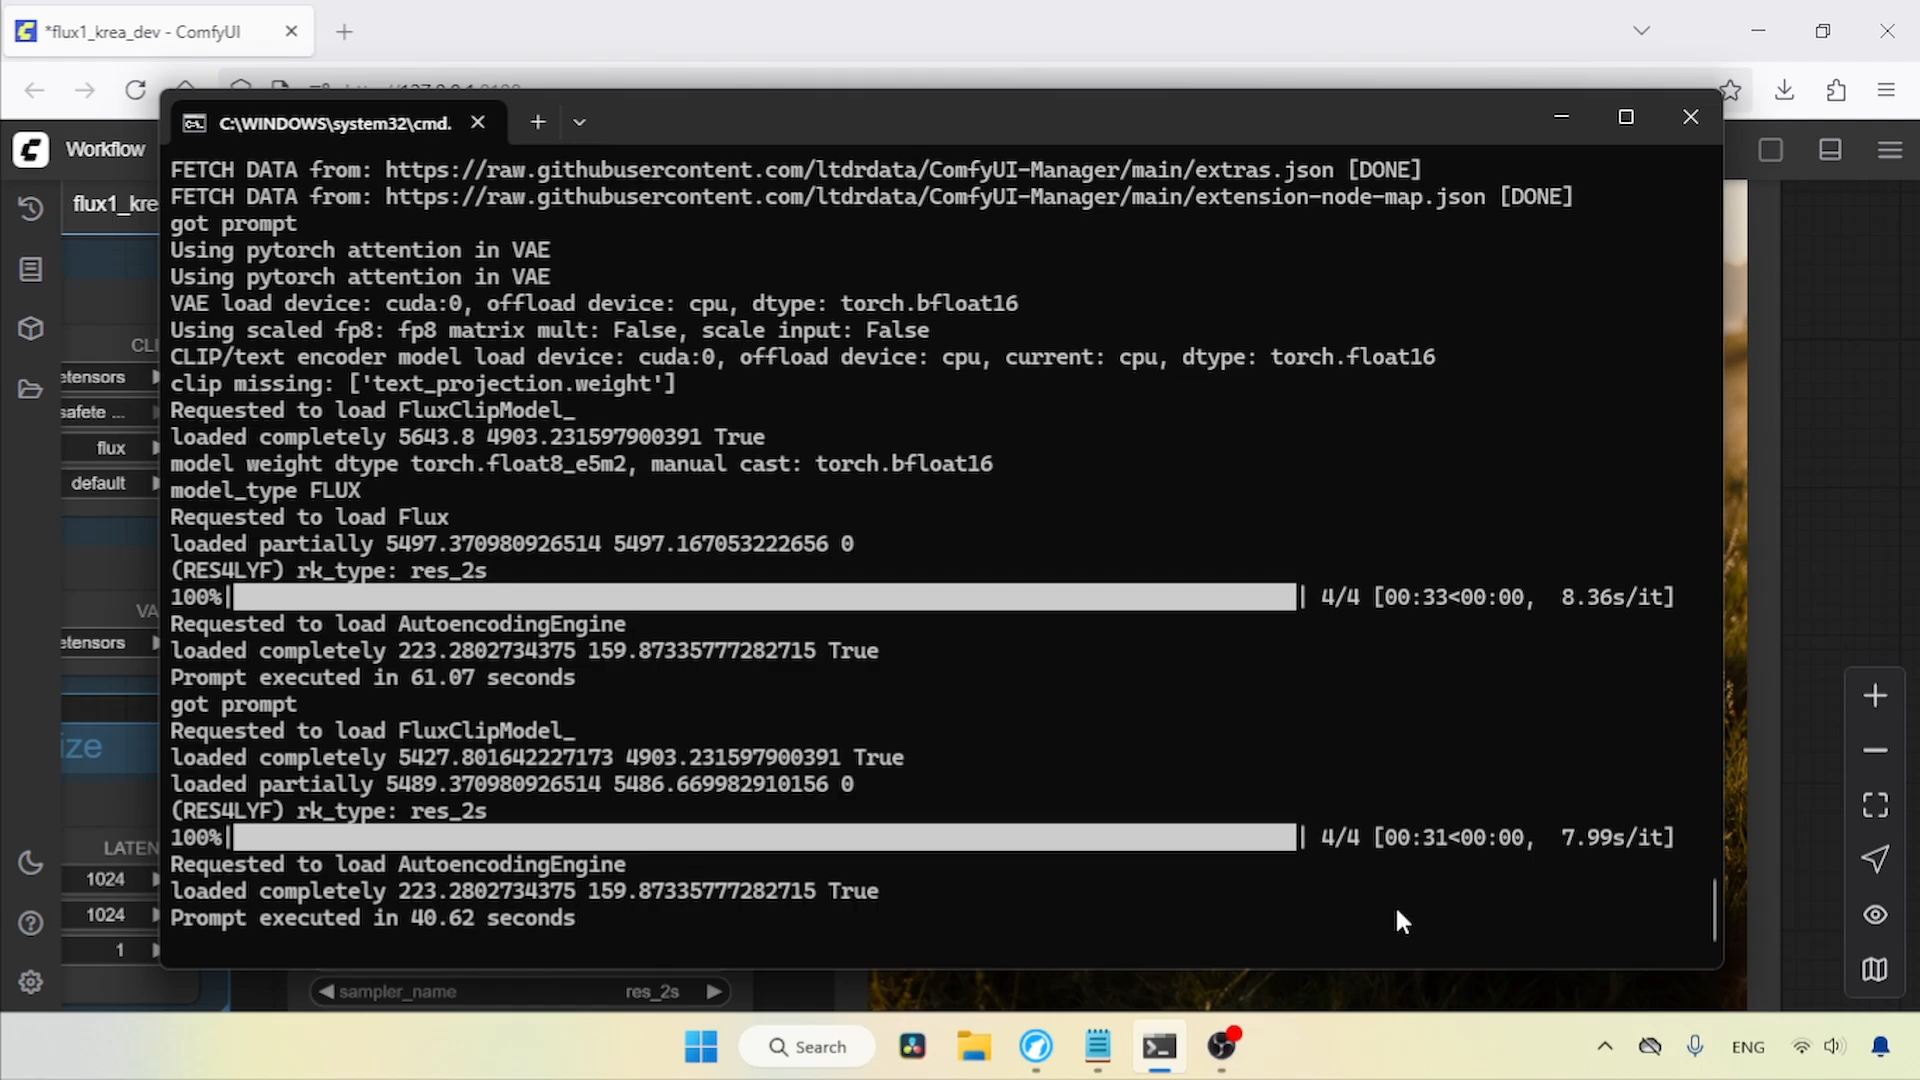 *flux1_krea_dev - ComfyUI
C:\WINDOWS\system32\cmd.
Workflow
flux1_kre
FETCH DATA from: https://raw.githubusercontent.com/ltdrdata/ComfyUI-Manager/main/extras.json [DONE]
FETCH DATA from: https://raw.githubusercontent.com/ltdrdata/ComfyUI-Manager/main/extension-node-map.json [DONE]
got prompt
Using pytorch attention in VAE
Using pytorch attention in VAE
VAE load device: cuda:0, offload device: cpu, dtype: torch.bfloat16
Using scaled fp8: fp8 matrix mult: False, scale input: False
CLIP/text encoder model load device: cuda:0, offload device: cpu, current: cpu, dtype: torch.float16
clip missing: ['text_projection.weight']
Requested to load FluxClipModel_
loaded completely 5643.8 4903.231597900391 True
model weight dtype torch.float8_e5m2, manual cast: torch.bfloat16
model_type FLUX
Requested to load Flux
loaded partially 5497.370980926514 5497.167053222656 0
(RES4LYF) rk_type: res_2s
100%| | 4/4 [00:33<00:00, 8.36s/it]
Requested to load AutoencodingEngine
loaded completely 223.2802734375 159.87335777282715 True
Prompt executed in 61.07 seconds
got prompt
Requested to load FluxClipModel_
loaded completely 5427.801642227173 4903.231597900391 True
loaded partially 5489.370980926514 5486.669982910156 0
(RES4LYF) rk_type: res_2s
100%| | 4/4 [00:31<00:00, 7.99s/it]
Requested to load AutoencodingEngine
loaded completely 223.2802734375 159.87335777282715 True
Prompt executed in 40.62 seconds
CLI
etensors
safete ...
flux
default
VA
etensors
ize
LATEN
1024
1024
1
sampler_name res_2s
Search
ENG